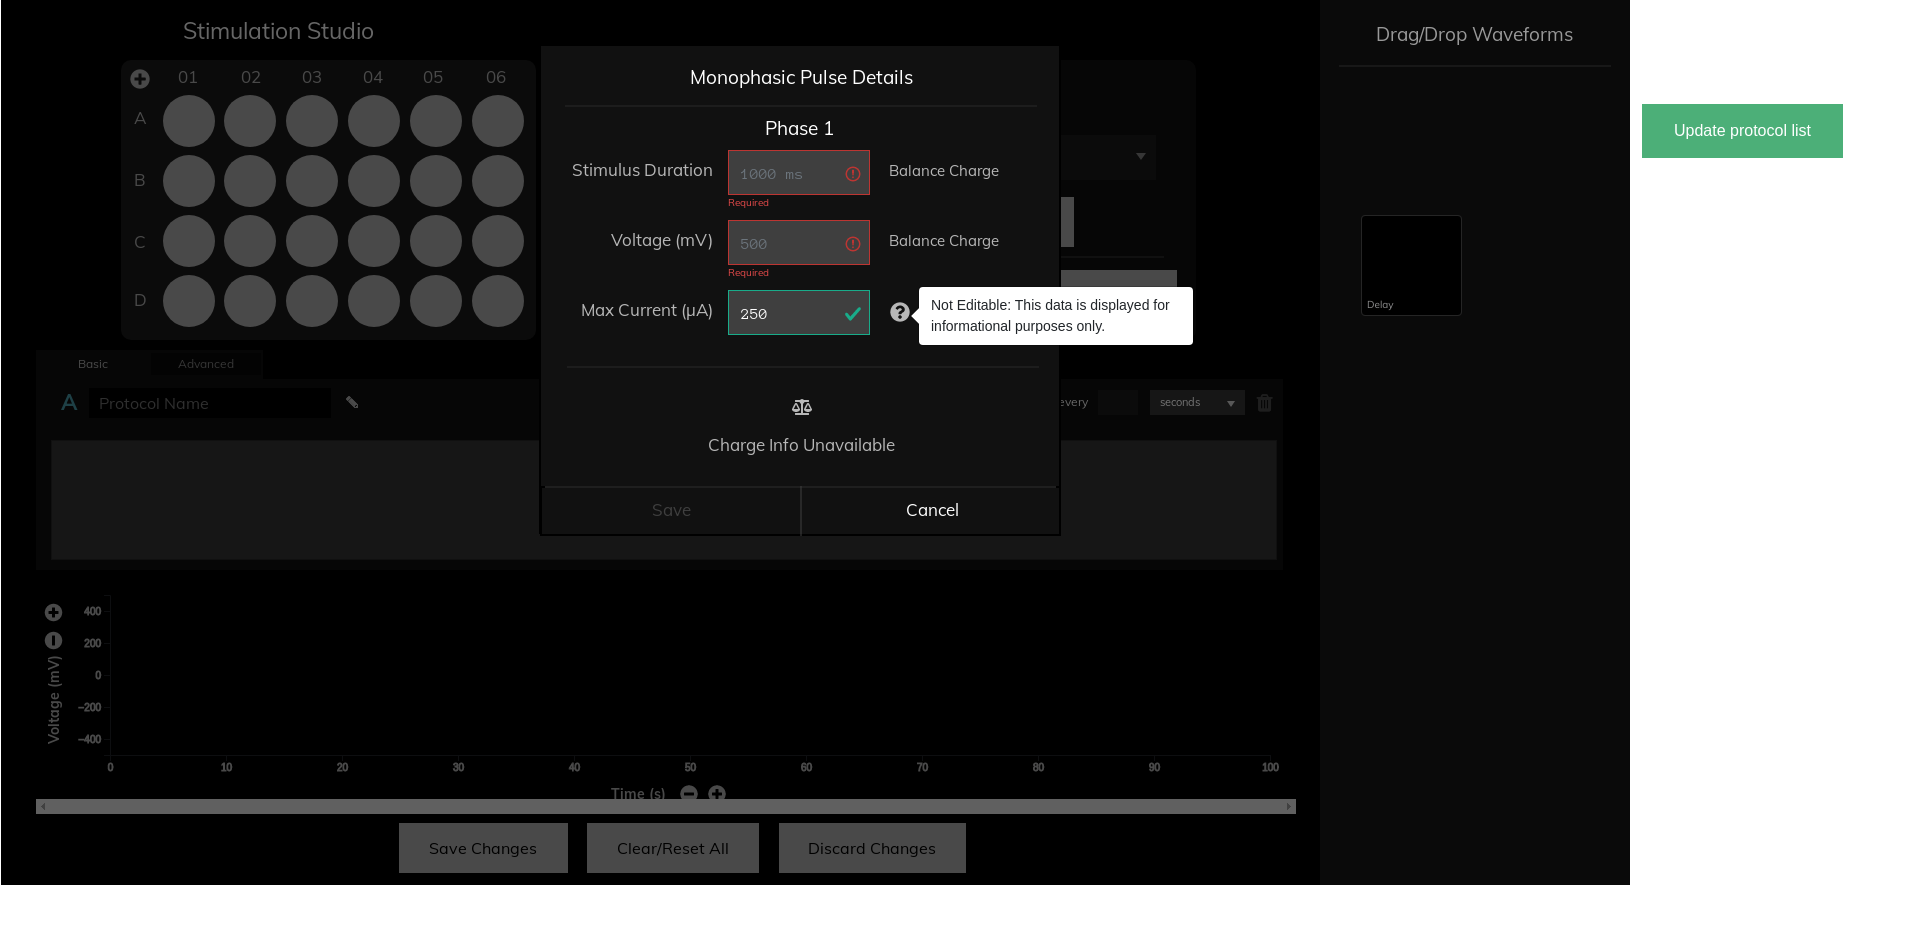 Stimulation Studio
01 02 03 04 05 06
A
B
C
D
Monophasic Pulse Details
Phase 1
Stimulus Duration 1000 ms Balance Charge
Required
Voltage (mV) 500 Balance Charge
Required
Max Current (µA) 250
Not Editable: This data is displayed for
informational purposes only.
Charge Info Unavailable
Save Cancel
Drag/Drop Waveforms
Delay
Update protocol list
Basic Advanced
A Protocol Name every seconds
Voltage (mV)
400
200
0
−200
−400
0 10 20 30 40 50 60 70 80 90 100
Time (s)
Save Changes Clear/Reset All Discard Changes